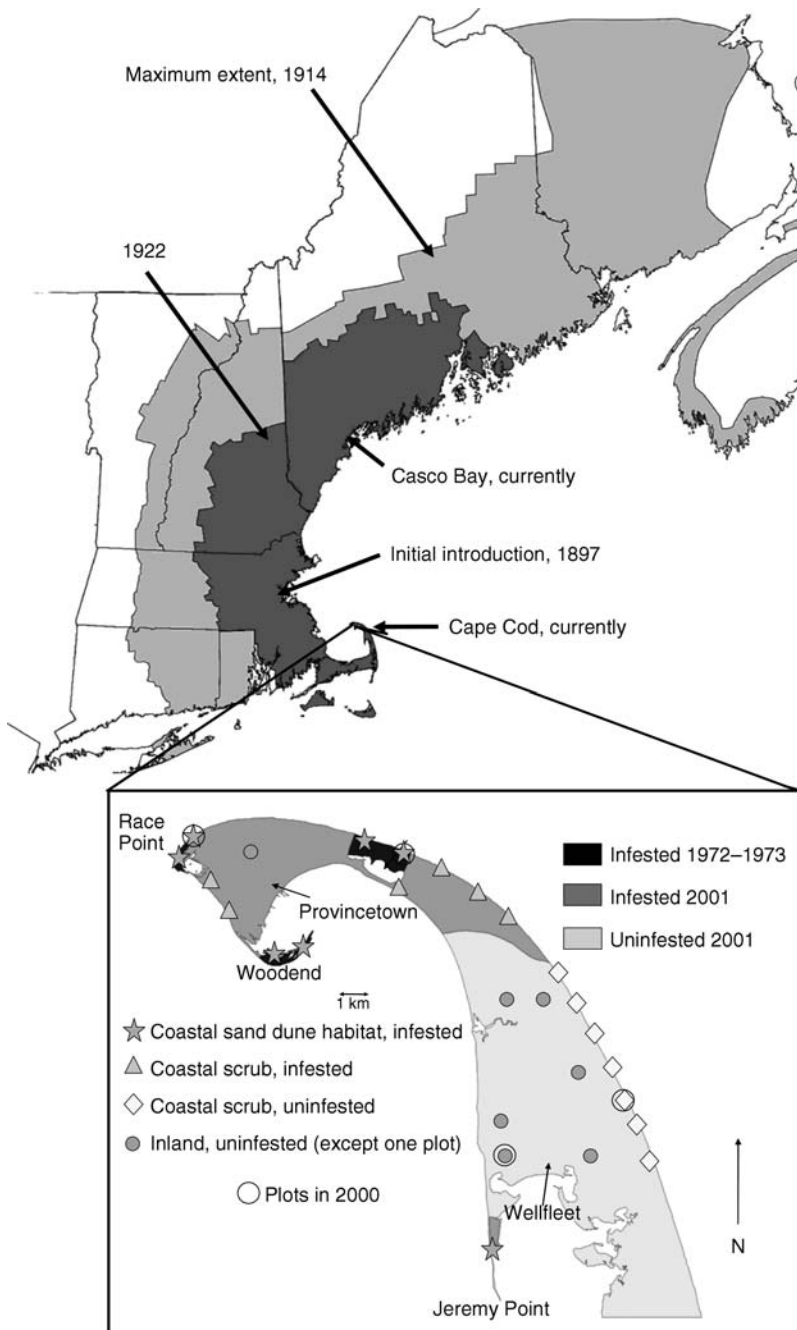 Maximum extent, 1914
1922
Casco Bay, currently
Initial introduction, 1897
Cape Cod, currently
Race
Point
Infested 1972–1973
Infested 2001
Provincetown
Uninfested 2001
Woodend
1 km
Coastal sand dune habitat, infested
Coastal scrub, infested
Coastal scrub, uninfested
Inland, uninfested (except one plot)
Plots in 2000
Wellfleet
N
Jeremy Point